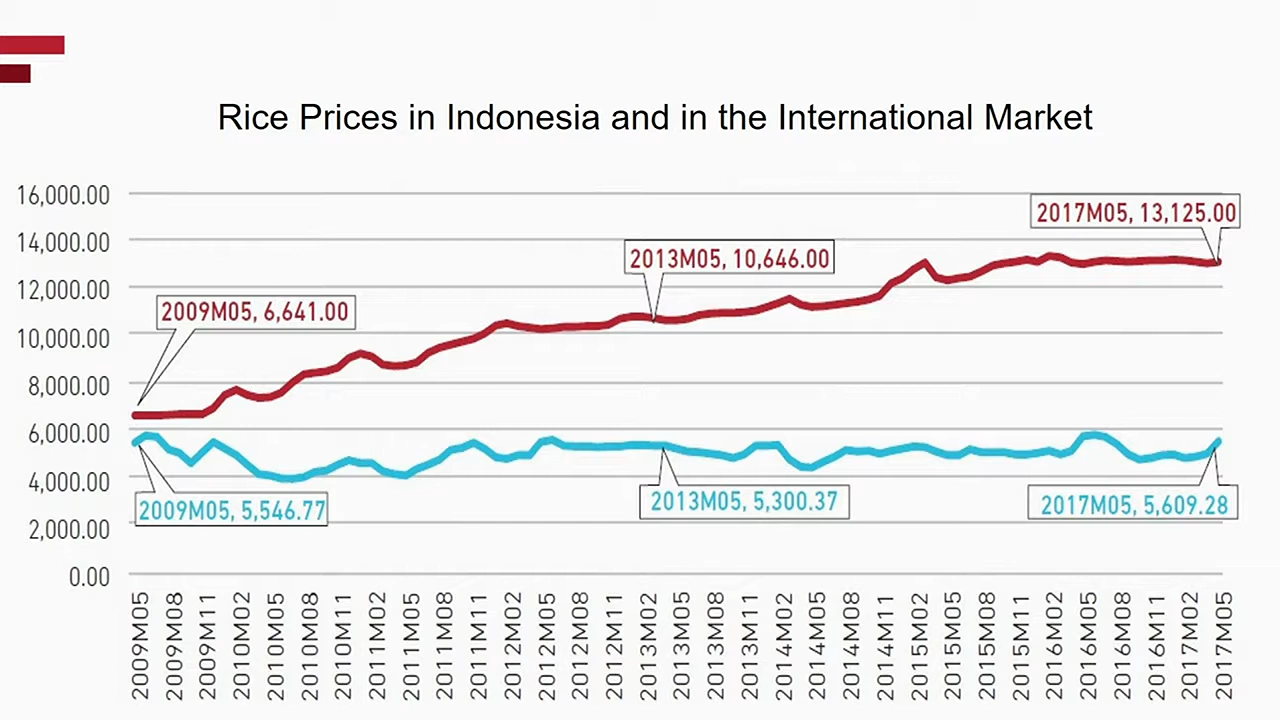 Rice Prices in Indonesia and in the International Market
16,000.00
14,000.00
12,000.00
10,000.00
8,000.00
6,000.00
4,000.00
2,000.00
0.00
2017M05, 13,125.00
2013M05, 10,646.00
2009M05, 6,641.00
2009M05, 5,546.77
2013M05, 5,300.37
2017M05, 5,609.28
2009M05
2009M08
2009M11
2010M02
2010M05
2010M08
2010M11
2011M02
2011M05
2011M08
2011M11
2012M02
2012M05
2012M08
2012M11
2013M02
2013M05
2013M08
2013M11
2014M02
2014M05
2014M08
2014M11
2015M02
2015M05
2015M08
2015M11
2016M02
2016M05
2016M08
2016M11
2017M02
2017M05